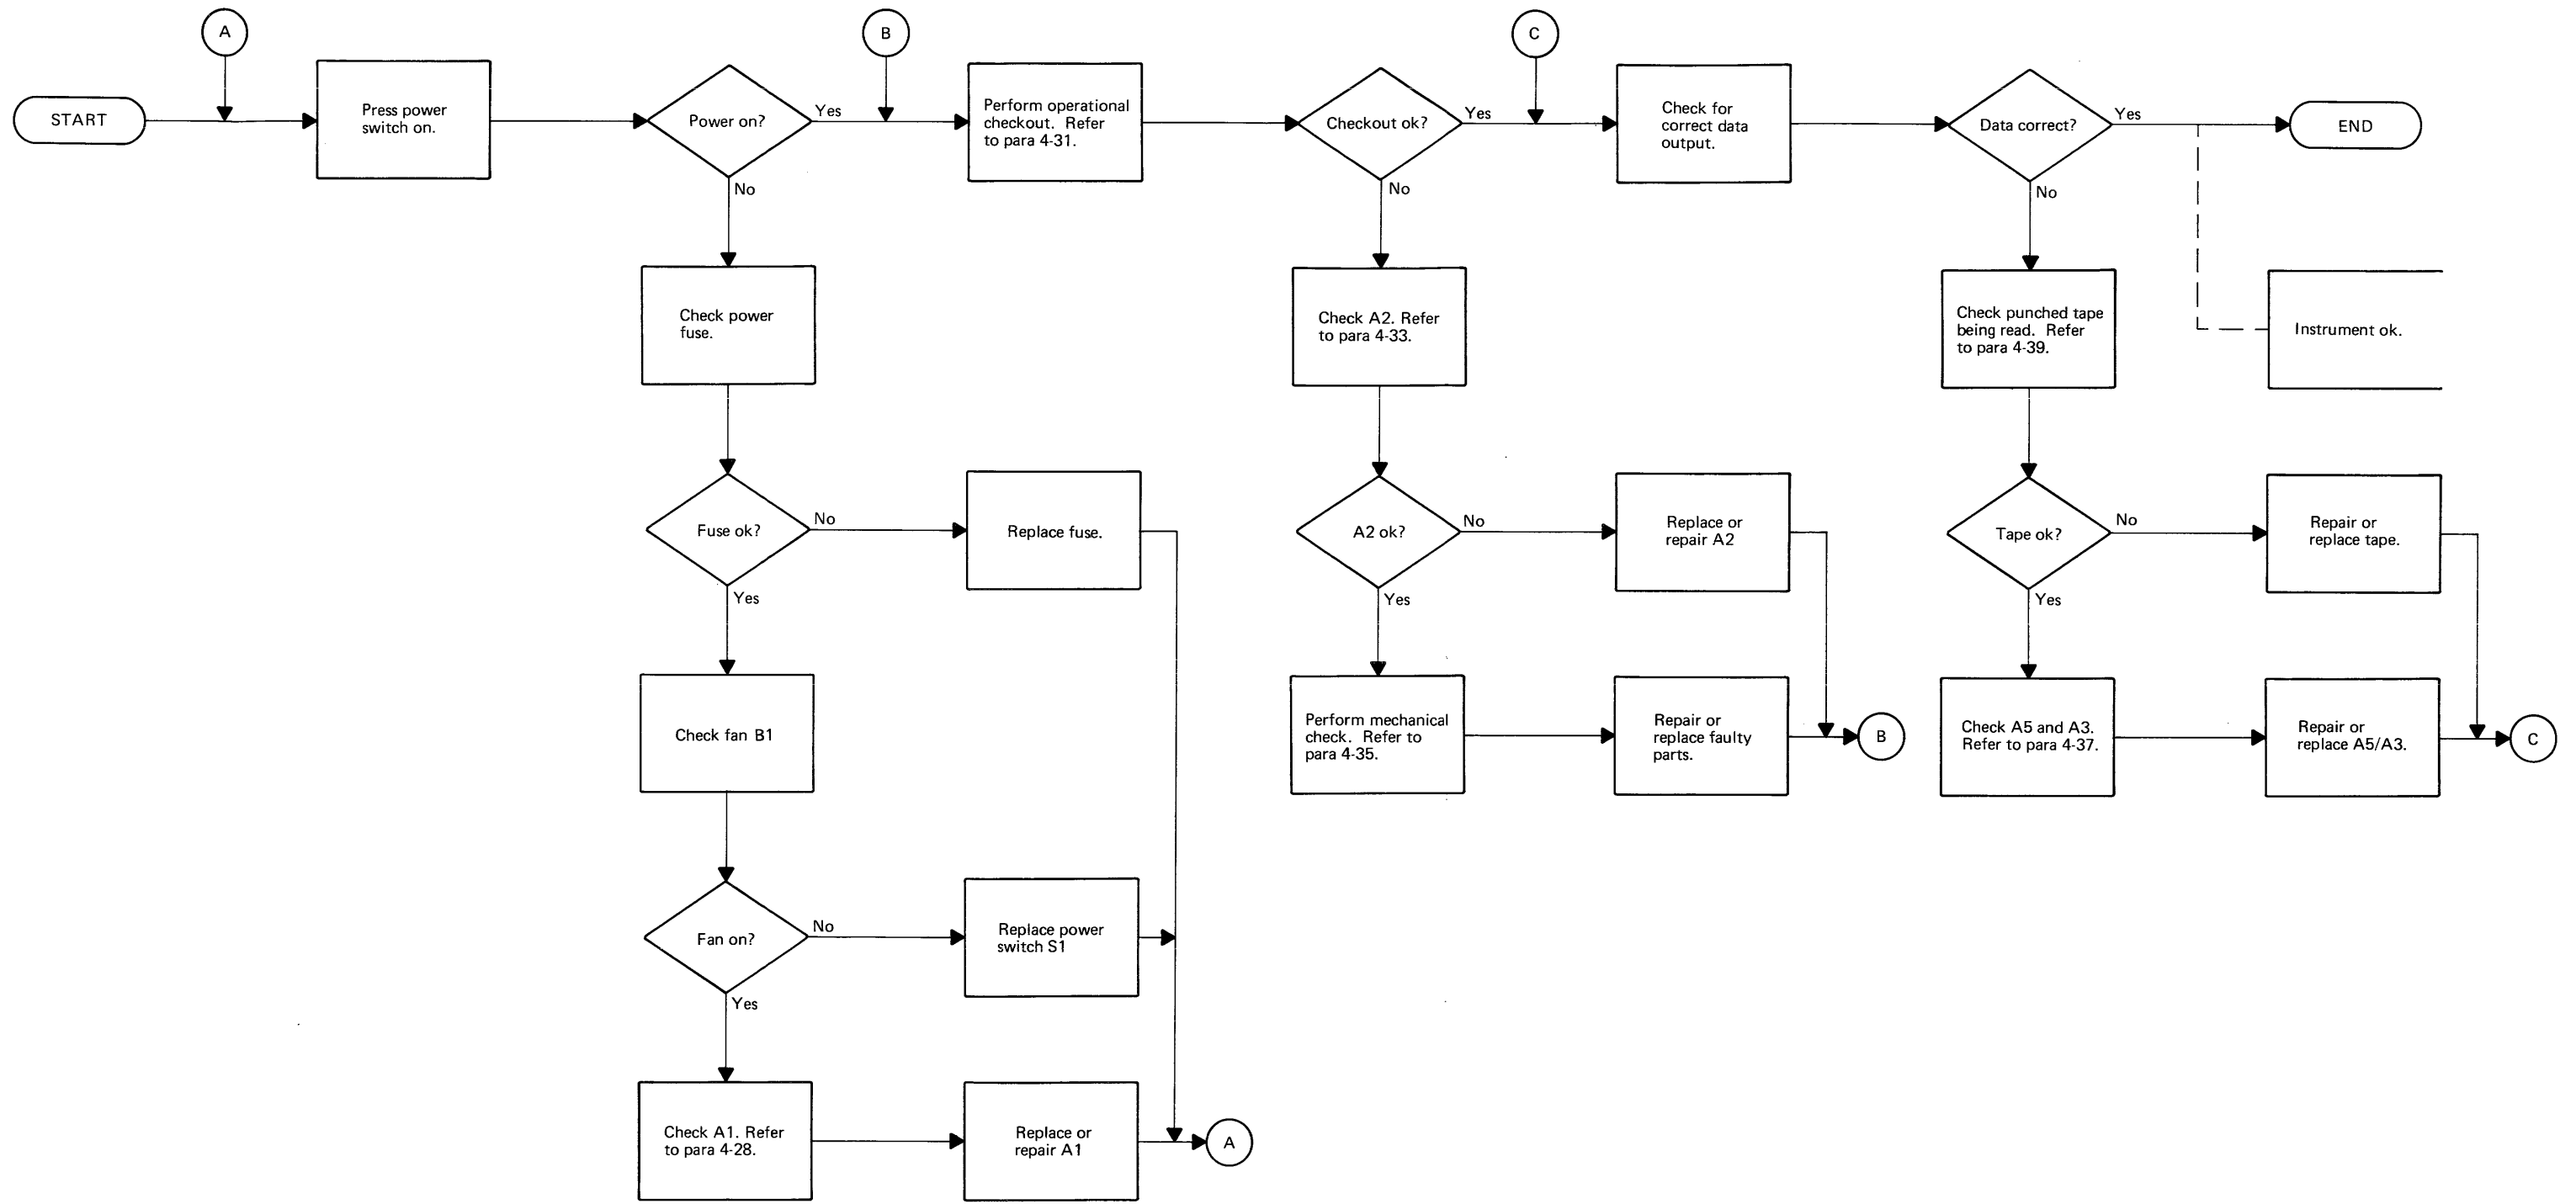 A
B
C
START
Press power
switch on.
Power on?
Yes
No
Perform operational
checkout. Refer
to para 4-31.
Checkout ok?
Yes
No
Check for
correct data
output.
Data correct?
Yes
No
END
Check power
fuse.
Check A2. Refer
to para 4-33.
Check punched tape
being read. Refer
to para 4-39.
Instrument ok.
Fuse ok?
No
Yes
Replace fuse.
A2 ok?
No
Yes
Replace or
repair A2
Tape ok?
No
Yes
Repair or
replace tape.
Check fan B1
Perform mechanical
check. Refer to
para 4-35.
Repair or
replace faulty
parts.
B
Check A5 and A3.
Refer to para 4-37.
Repair or
replace A5/A3.
C
Fan on?
No
Yes
Replace power
switch S1
Check A1. Refer
to para 4-28.
Replace or
repair A1
A